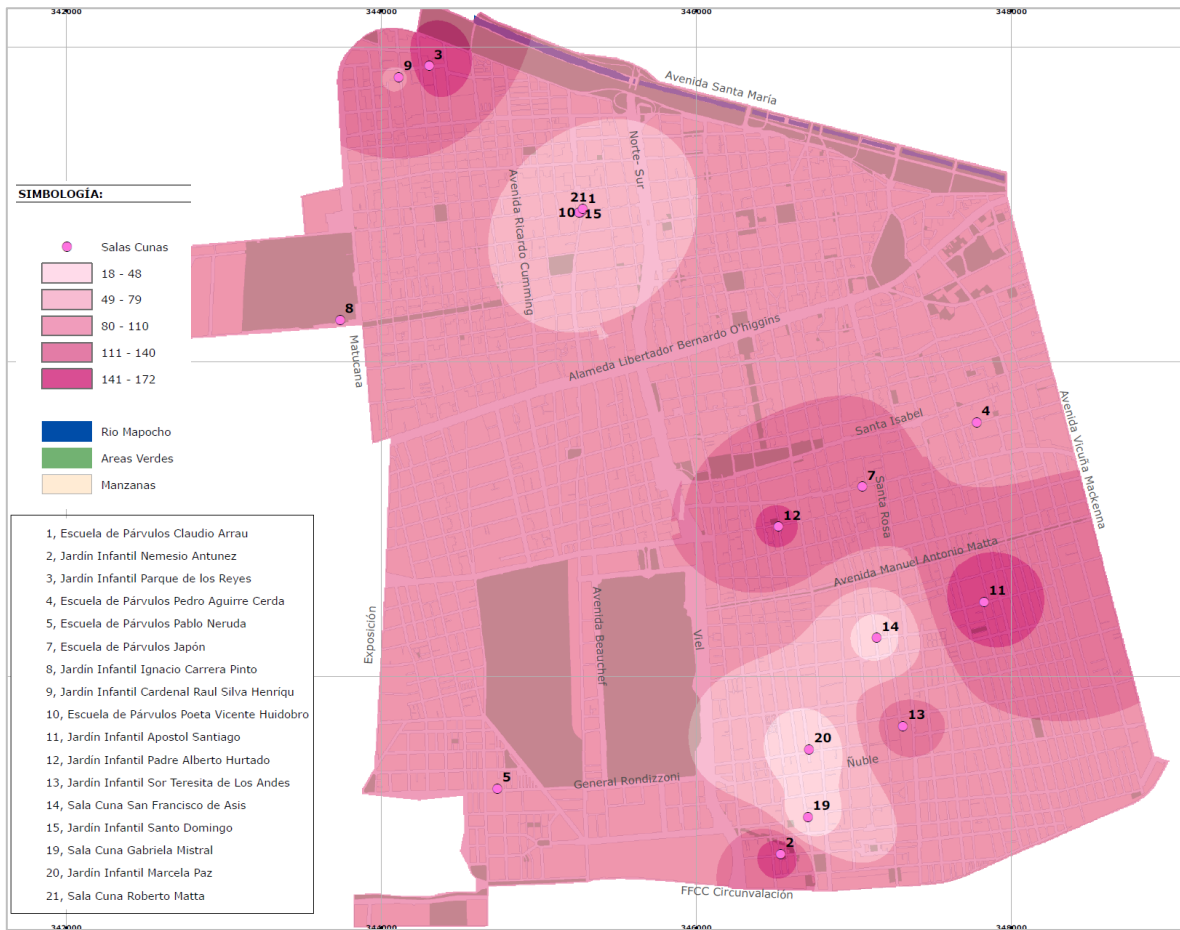 342000
344000
346000
348000
3
9
Avenida Santa María
Norte- Sur
Avenida Ricardo Cumming
211
10 15
SIMBOLOGÍA:
Salas Cunas
18 - 48
49 - 79
80 - 110
111 - 140
141 - 172
Rio Mapocho
Areas Verdes
Manzanas
8
Matucana
Alameda Libertador Bernardo O'higgins
4
Santa Isabel
Avenida Vicuña Mackenna
7
Santa Rosa
12
Avenida Manuel Antonio Matta
11
14
Exposición
Avenida Beauchef
Viel
13
20
Ñuble
5
General Rondizzoni
19
2
FFCC Circunvalación
1, Escuela de Párvulos Claudio Arrau
2, Jardín Infantil Nemesio Antunez
3, Jardín Infantil Parque de los Reyes
4, Escuela de Párvulos Pedro Aguirre Cerda
5, Escuela de Párvulos Pablo Neruda
7, Escuela de Párvulos Japón
8, Jardín Infantil Ignacio Carrera Pinto
9, Jardín Infantil Cardenal Raul Silva Henríqu
10, Escuela de Párvulos Poeta Vicente Huidobro
11, Jardín Infantil Apostol Santiago
12, Jardín Infantil Padre Alberto Hurtado
13, Jardín Infantil Sor Teresita de Los Andes
14, Sala Cuna San Francisco de Asis
15, Jardín Infantil Santo Domingo
19, Sala Cuna Gabriela Mistral
20, Jardín Infantil Marcela Paz
21, Sala Cuna Roberto Matta
342000
344000
346000
348000